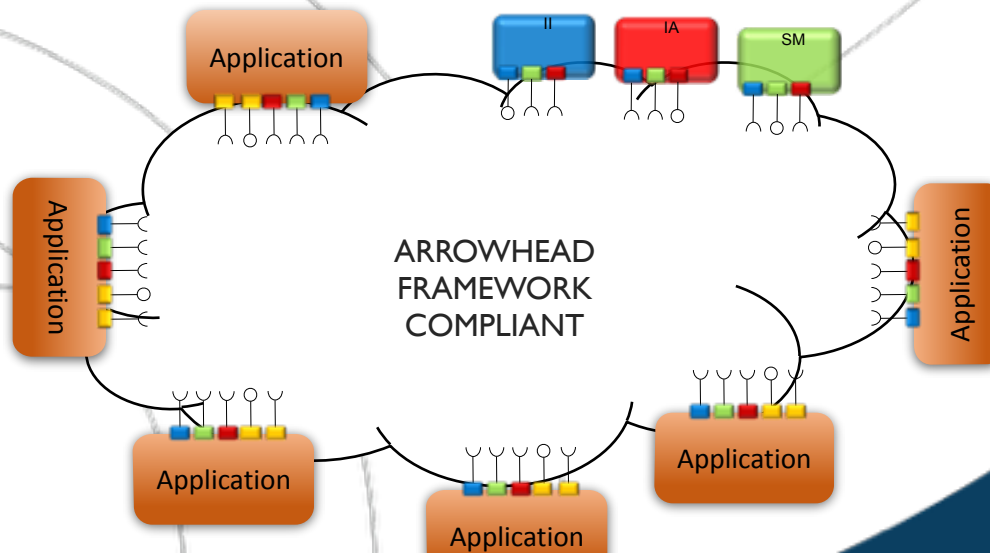 II
IA
SM
Application
Application
Application
ARROWHEAD
FRAMEWORK
COMPLIANT
Application
Application
Application
Application